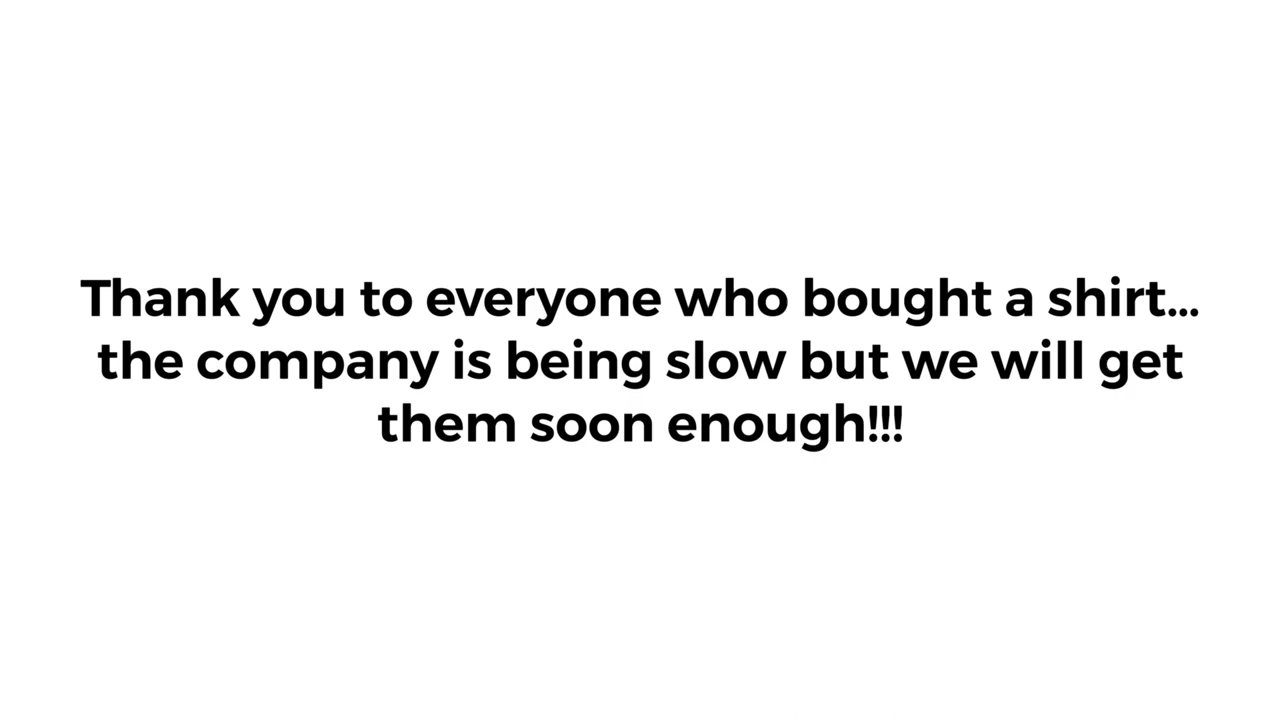 Thank you to everyone who bought a shirt...
the company is being slow but we will get
them soon enough!!!